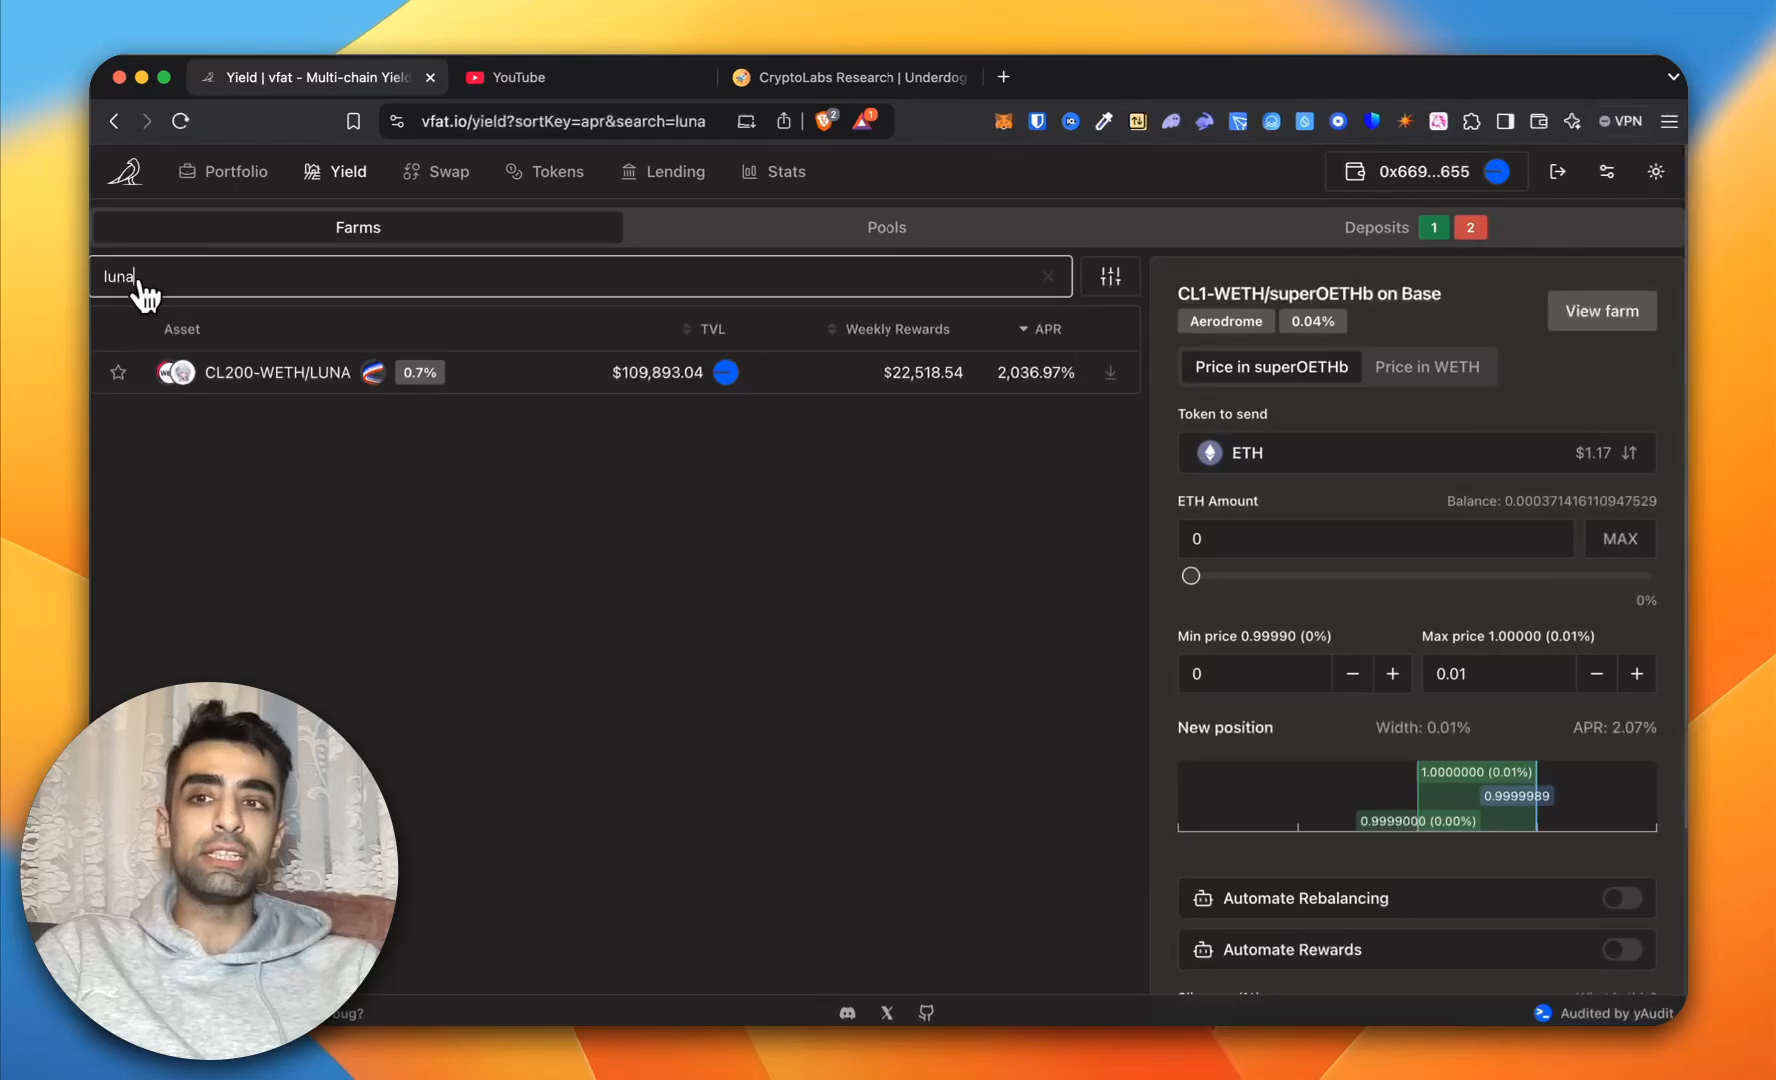 Yield | vfat - Multi-chain Yield
YouTube
CryptoLabs Research | Underdog
vfat.io/yield?sortKey=apr&search=luna
2
1
VPN
Portfolio
Yield
Swap
Tokens
Lending
Stats
0x669...655
Farms
Pools
Deposits 1 2
luna
Asset
TVL
Weekly Rewards
APR
CL200-WETH/LUNA 0.7% $109,893.04 $22,518.54 2,036.97%
CL1-WETH/superOETHb on Base
View farm
Aerodrome 0.04%
Price in superOETHb
Price in WETH
Token to send
ETH $1.17
ETH Amount
Balance: 0.000371416110947529
0
MAX
0%
Min price 0.99990 (0%)
Max price 1.00000 (0.01%)
0
0.01
New position
Width: 0.01%
APR: 2.07%
1.0000000 (0.01%)
0.9999989
0.9999000 (0.00%)
Automate Rebalancing
Automate Rewards
bug?
Audited by yAudit